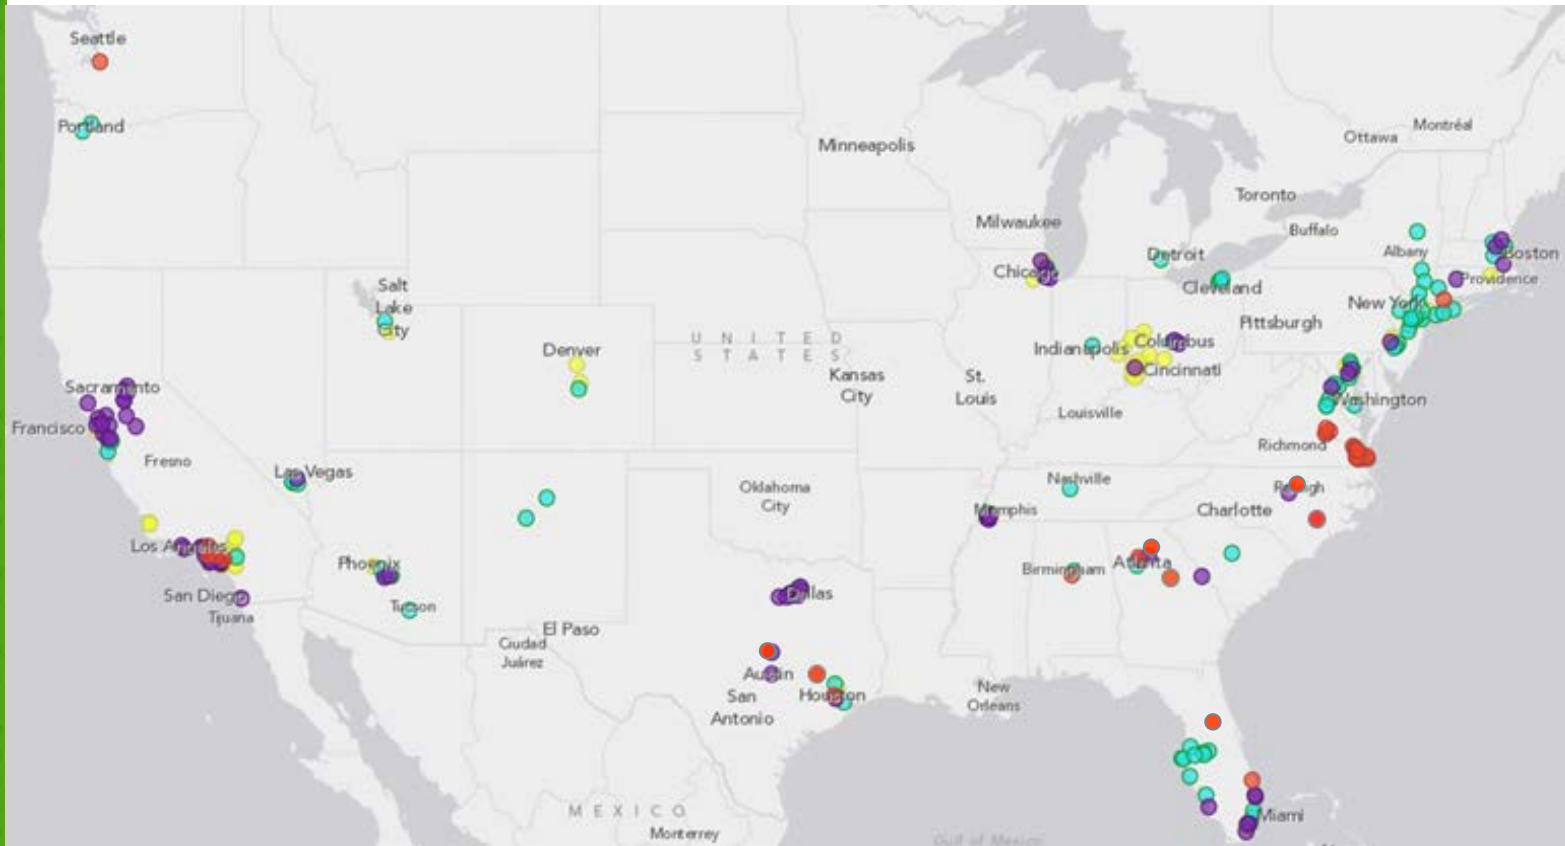 Seattle
Portland
Minneapolis
Ottawa
Montréal
Toronto
Milwaukee
Buffalo
Albany
Boston
Detroit
Chicago
Cleveland
Providence
Salt
Lake
City
New York
Pittsburgh
UNITED
STATES
Denver
Indianapolis
Columbus
Cincinnati
Kansas
City
St.
Louis
Sacramento
Washington
Louisville
Francisco
Richmond
Fresno
Las Vegas
Nashville
Oklahoma
City
Raleigh
Memphis
Charlotte
Los Angeles
Phoenix
Atlanta
Birmingham
San Diego
Tijuana
Tucson
Dallas
El Paso
Ciudad
Juárez
Austin
San
Antonio
Houston
New
Orleans
MEXICO
Miami
Monterrey
Gulf of Mexico